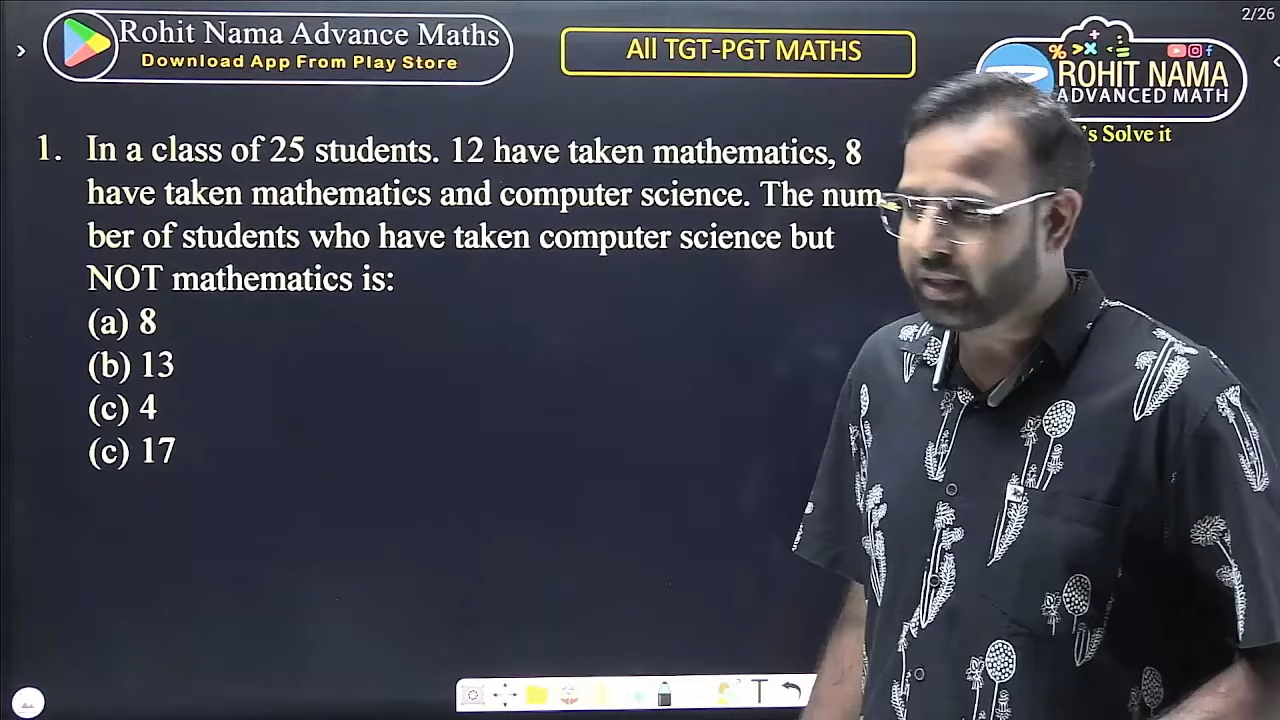 2/26
Rohit Nama Advance Maths
Download App From Play Store
All TGT-PGT MATHS
ROHIT NAMA
ADVANCED MATH
's Solve it
1. In a class of 25 students. 12 have taken mathematics, 8
have taken mathematics and computer science. The num
ber of students who have taken computer science but
NOT mathematics is:
(a) 8
(b) 13
(c) 4
(c) 17
T